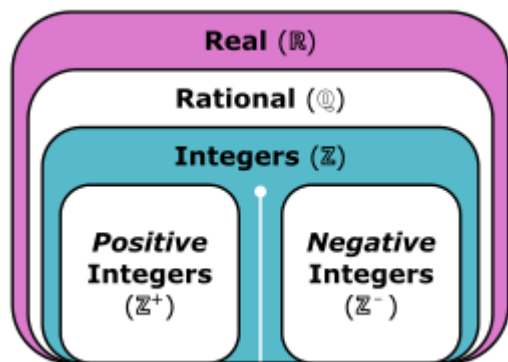 Real (ℝ)
Rational (ℚ)
Integers (ℤ)
Positive
Integers
(ℤ⁺)
Negative
Integers
(ℤ⁻)